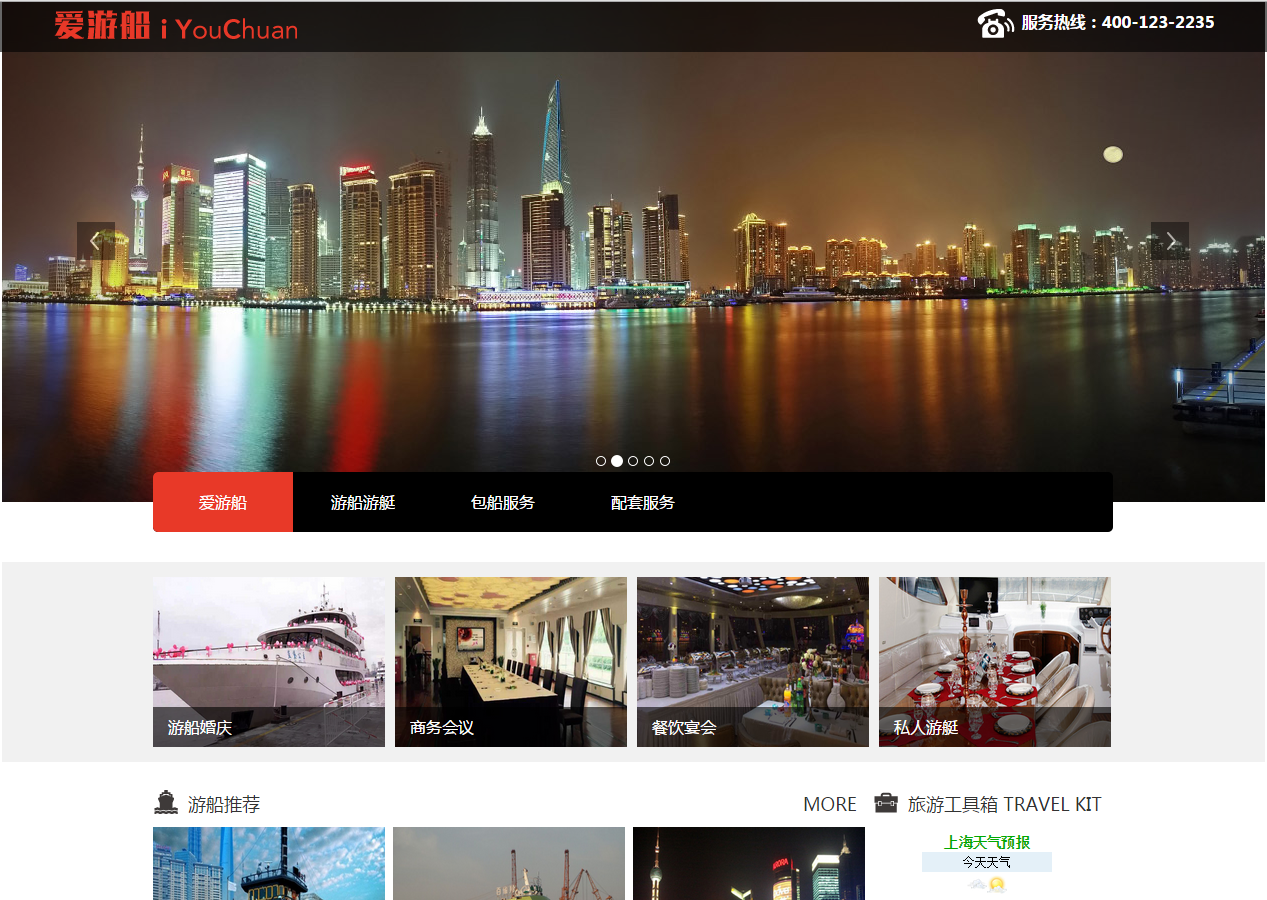 爱游船 i YouChuan
服务热线：400-123-2235
爱游船
游船游艇
包船服务
配套服务
游船婚庆
商务会议
餐饮宴会
私人游艇
游船推荐
MORE
旅游工具箱 TRAVEL KIT
上海天气预报
今天天气